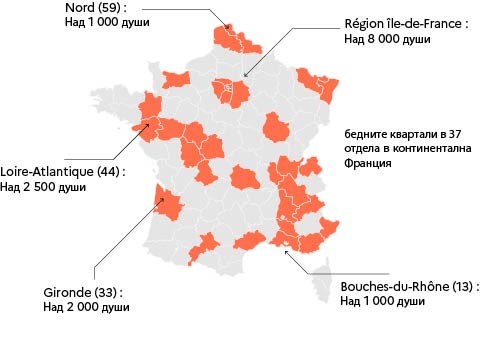 Nord (59) :
Над 1 000 души
Région île-de-France :
Над 8 000 души
бедните квартали в 37
отдела в континентална
Франция
Loire-Atlantique (44) :
Над 2 500 души
Gironde (33) :
Над 2 000 души
Bouches-du-Rhône (13) :
Над 1 000 души